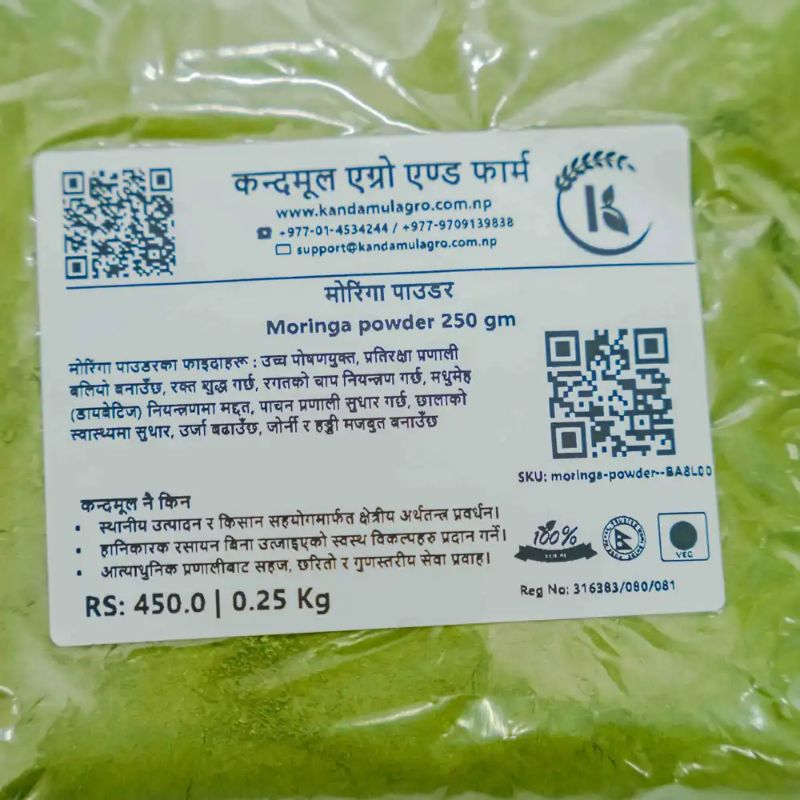 कन्दमूल एग्रो एण्ड फार्म
www.kandamulagro.com.np
+977-01-4534244 / +977-9709139838
support@kandamulagro.com.np
मोरिंगा पाउडर
Moringa powder 250 gm
मोरिंगा पाउडरका फाइदाहरू : उच्च पोषणयुक्त, प्रतिरक्षा प्रणाली
बलियो बनाउँछ, रक्त शुद्ध गर्छ, रगतको चाप नियन्त्रण गर्छ, मधुमेह
(डायबेटिज) नियन्त्रणमा मद्दत, पाचन प्रणाली सुधार गर्छ, छालाको
स्वास्थ्यमा सुधार, उर्जा बढाउँछ, जोर्नी र हड्डी मजबुत बनाउँछ
SKU: moringa-powder--BA8L00
कन्दमूल नै किन
• स्थानीय उत्पादन र किसान सहयोगमार्फत क्षेत्रीय अर्थतन्त्र प्रवर्धन।
• हानिकारक रसायन बिना उत्जाइएको स्वस्थ विकल्पहरु प्रदान गर्ने।
• आत्याधुनिक प्रणालीबाट सहज, छरितो र गुणस्तरीय सेवा प्रवाह।
100%
VEG
RS: 450.0 | 0.25 Kg
Reg No: 316383/080/081